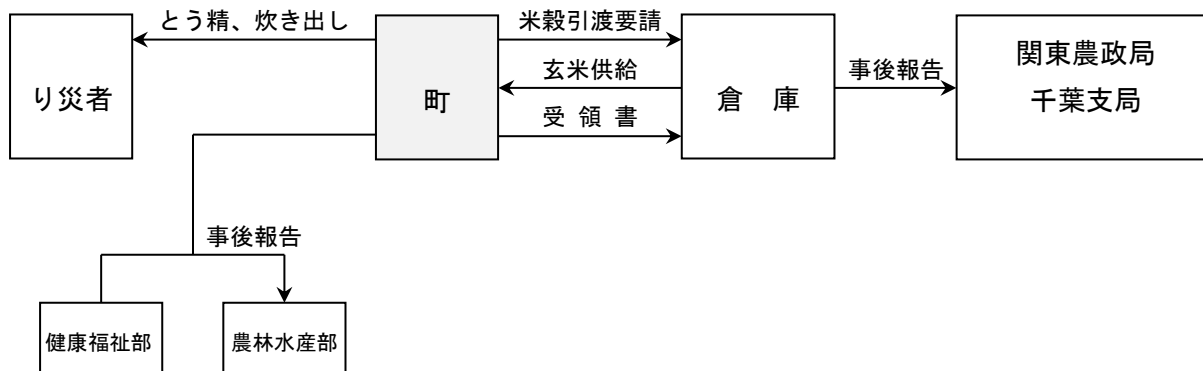 とう精、炊き出し
米穀引渡要請
り災者
町
玄米供給
受 領 書
倉　庫
事後報告
関東農政局
千葉支局
事後報告
健康福祉部
農林水産部